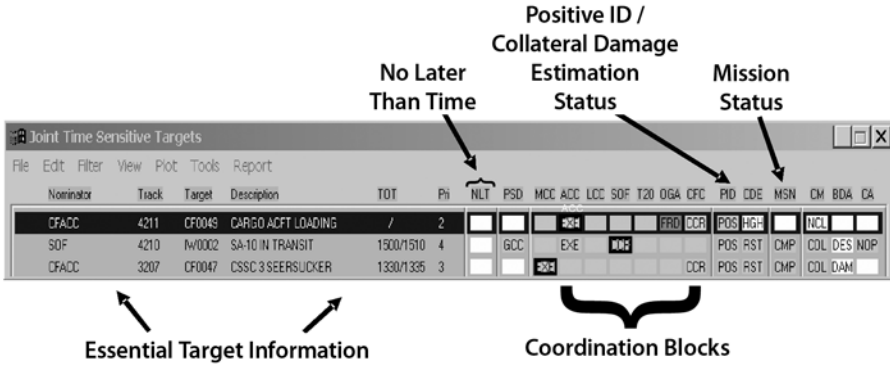 Positive ID /
Collateral Damage
Estimation
Status
No Later
Than Time
Mission
Status
Joint Time Sensitive Targets
File Edit Filter View Plot Tools Report
Nominator Track Target Description TOT Pri NLT PSD MCC ACC LCC SOF T20 OGA CFC PID CDE MSN CM BDA CA
ACC
CFACC 4211 CF0049 CARGO ACFT LOADING / 2 EXE FRD CCR POS HGH NCL
SOF 4210 IW0002 SA-10 IN TRANSIT 1500/1510 4 GCC EXE CCR POS RST CMP COL DES NOP
CFACC 3207 CF0047 CSSC 3 SEERSUCKER 1330/1335 3 EXE CCR POS RST CMP COL DAM
Essential Target Information
Coordination Blocks